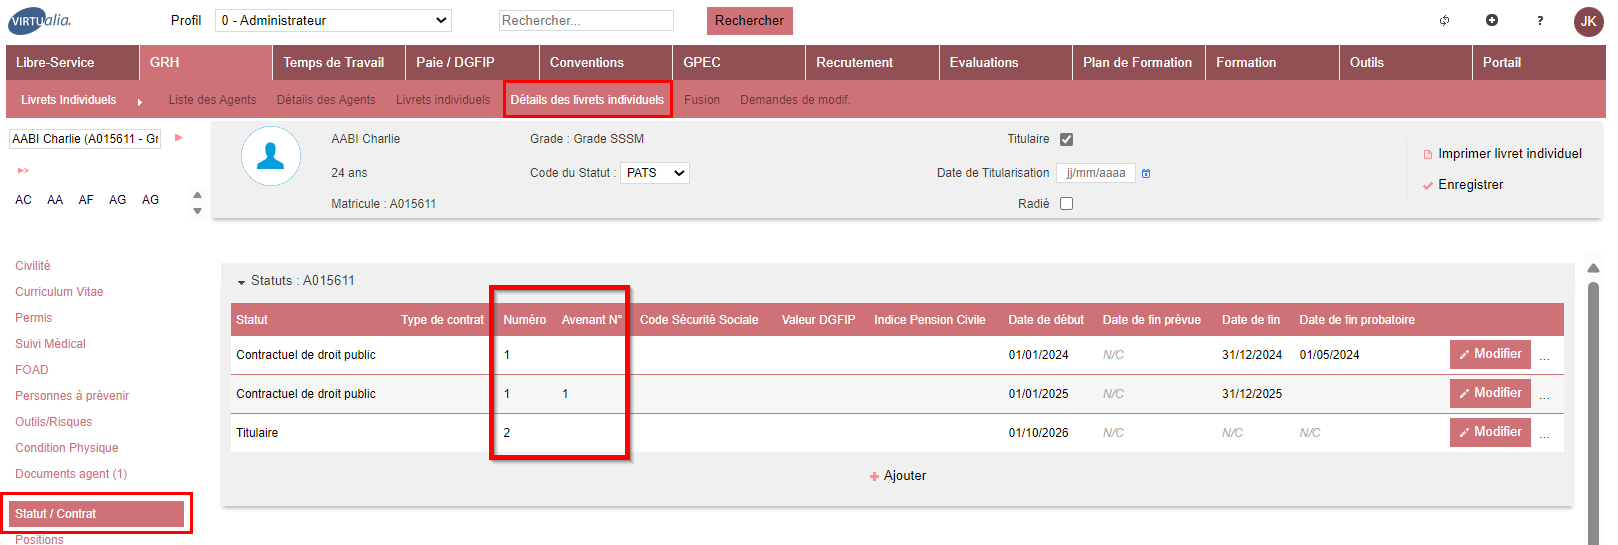 VIRTUalia
Profil 0 - Administrateur Rechercher... Rechercher ? JK
Libre-Service GRH Temps de Travail Paie / DGFIP Conventions GPEC Recrutement Evaluations Plan de Formation Formation Outils Portail
Livrets Individuels Liste des Agents Détails des Agents Livrets individuels Détails des livrets individuels Fusion Demandes de modif.
AABI Charlie (A015611 - Gr
AC AA AF AG AG
AABI Charlie Grade : Grade SSSM Titulaire
24 ans Code du Statut : PATS Date de Titularisation jj/mm/aaaa
Matricule : A015611 Radié
Imprimer livret individuel
Enregistrer
Civilité
Curriculum Vitae
Permis
Suivi Médical
FOAD
Personnes à prévenir
Outils/Risques
Condition Physique
Documents agent (1)
Statut / Contrat
Positions
Statuts : A015611
Statut Type de contrat Numéro Avenant N° Code Sécurité Sociale Valeur DGFIP Indice Pension Civile Date de début Date de fin prévue Date de fin Date de fin probatoire
Contractuel de droit public 1 01/01/2024 N/C 31/12/2024 01/05/2024 Modifier ...
Contractuel de droit public 1 1 01/01/2025 N/C 31/12/2025 Modifier ...
Titulaire 2 01/10/2026 N/C N/C N/C Modifier ...
Ajouter